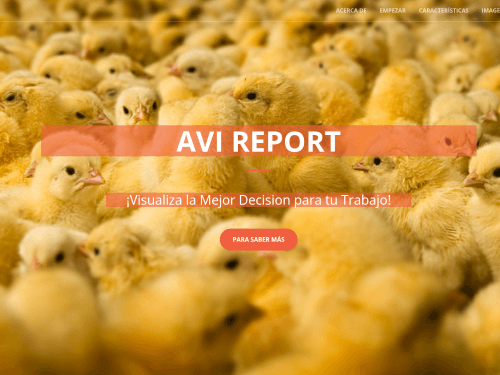 ACERCA DE EMPEZAR CARACTERÍSTICAS IMAGE
AVI REPORT
¡Visualiza la Mejor Decision para tu Trabajo!
PARA SABER MÁS